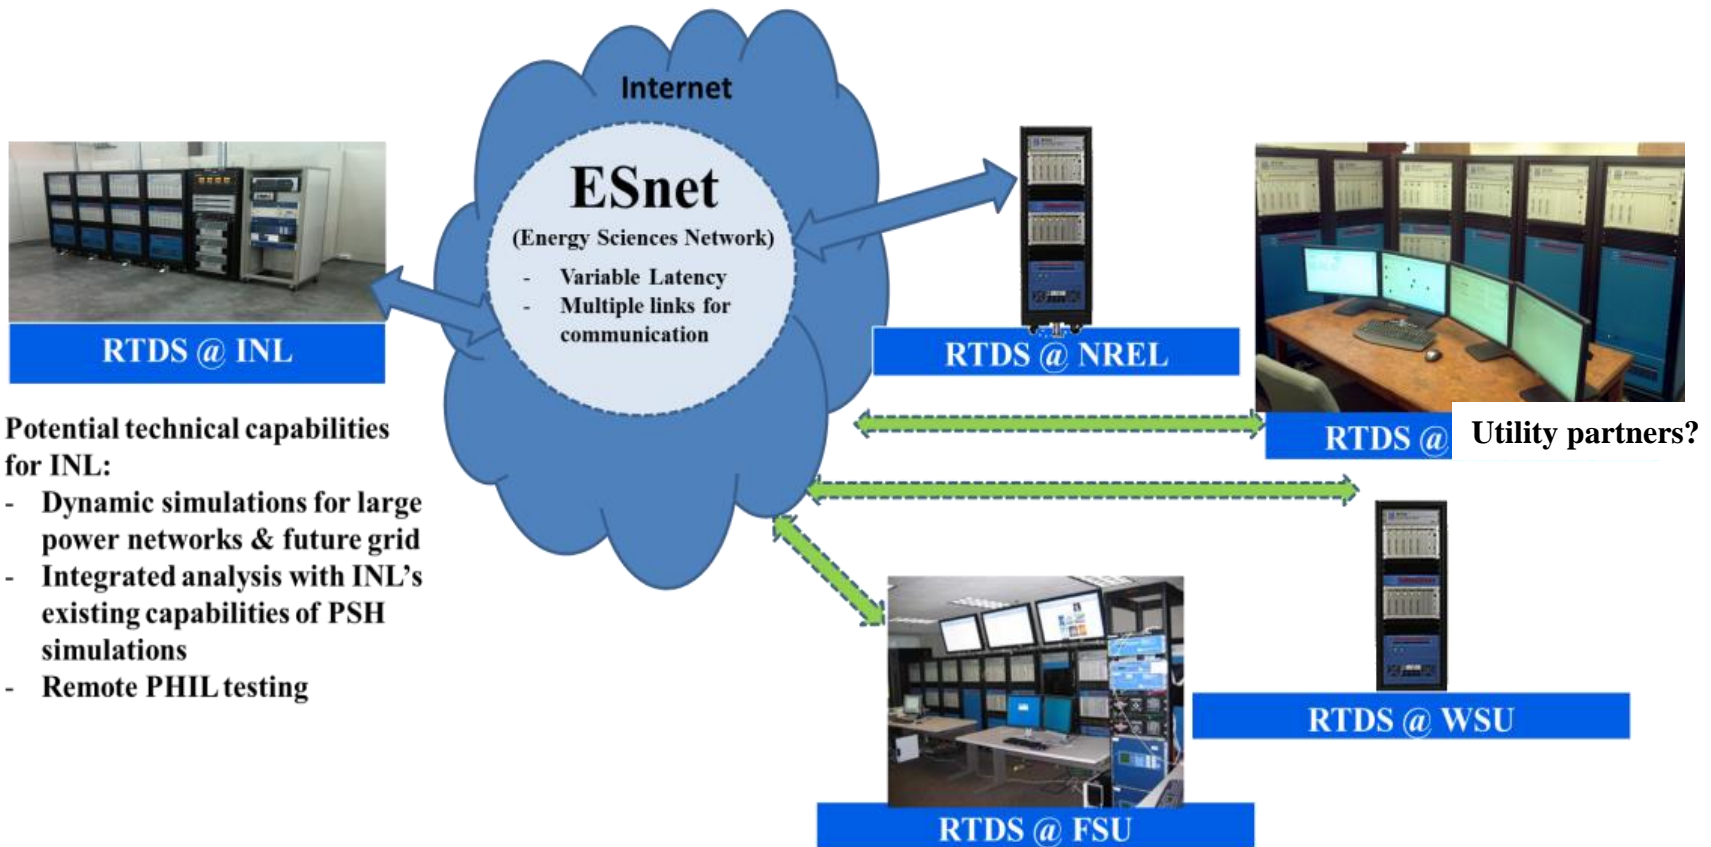 Internet
ESnet
(Energy Sciences Network)
- Variable Latency
- Multiple links for
communication
RTDS @ INL
RTDS @ NREL
RTDS @
Utility partners?
Potential technical capabilities
for INL:
- Dynamic simulations for large
power networks & future grid
- Integrated analysis with INL’s
existing capabilities of PSH
simulations
- Remote PHIL testing
RTDS @ WSU
RTDS @ FSU